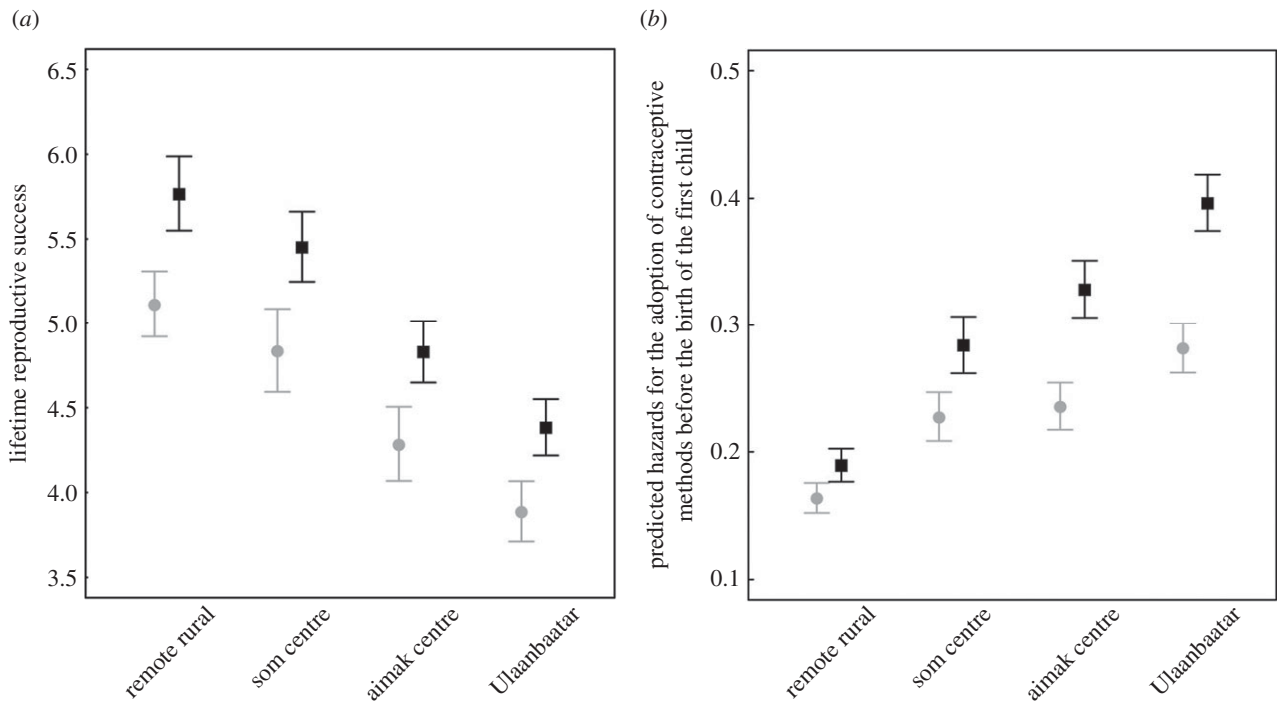 (a)
lifetime reproductive success
6.5
6.0
5.5
5.0
4.5
4.0
3.5
remote rural
som centre
aimak centre
Ulaanbaatar
(b)
predicted hazards for the adoption of contraceptive
methods before the birth of the first child
0.5
0.4
0.3
0.2
0.1
remote rural
som centre
aimak centre
Ulaanbaatar